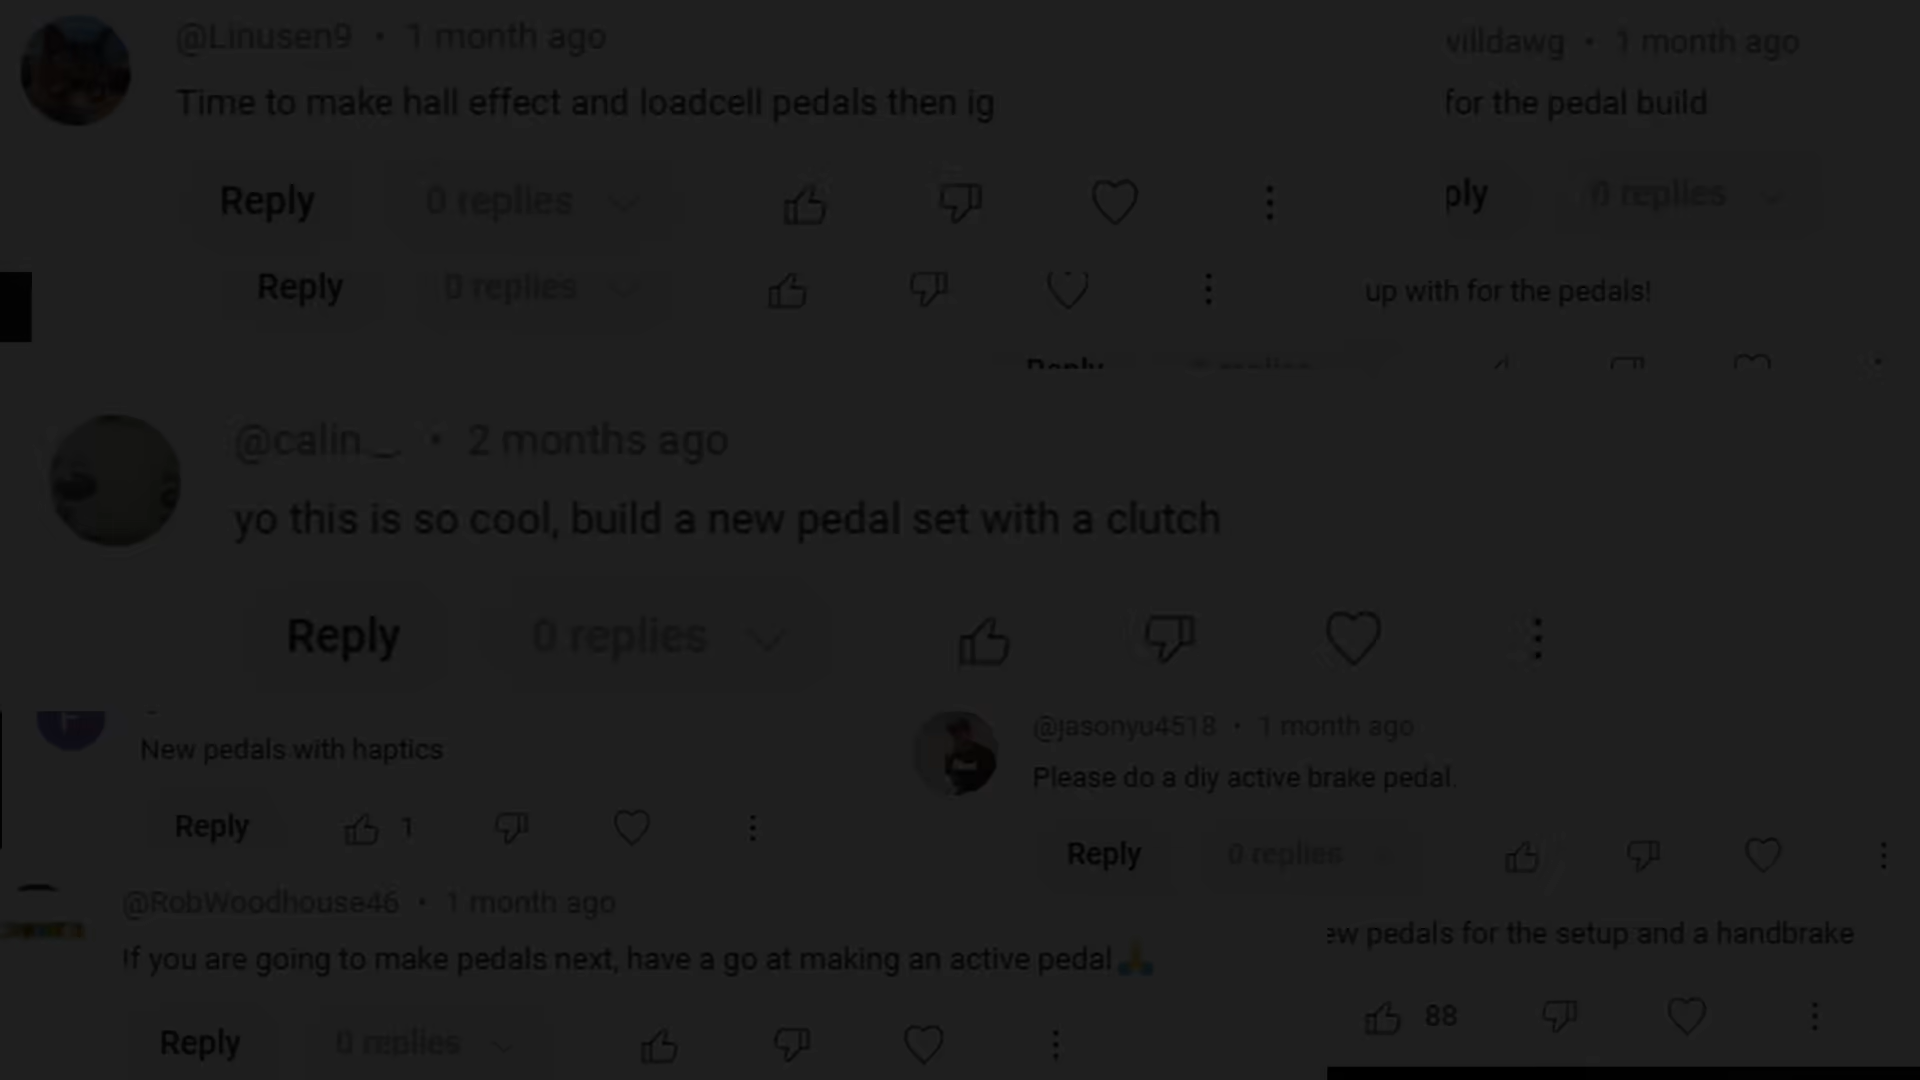 @Linusen9 • 1 month ago
Time to make hall effect and loadcell pedals then ig
Reply 0 replies
villdawg • 1 month ago
for the pedal build
ply 0 replies
Reply 0 replies
up with for the pedals!
Reply 0 replies
@calin__ • 2 months ago
yo this is so cool, build a new pedal set with a clutch
Reply 0 replies
New pedals with haptics
Reply 1
@jasonyu4518 • 1 month ago
Please do a diy active brake pedal.
Reply 0 replies
@RobWoodhouse46 • 1 month ago
If you are going to make pedals next, have a go at making an active pedal🙏
Reply 0 replies
ew pedals for the setup and a handbrake
88